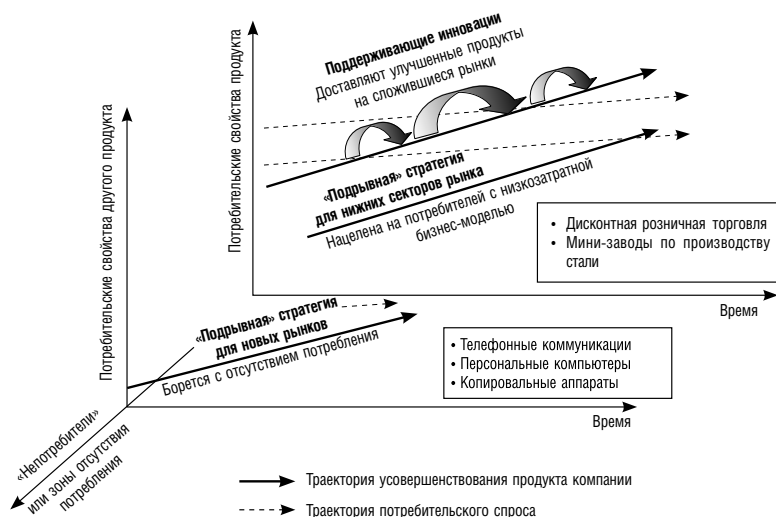 Потребительские свойства продукта
Поддерживающие инновации
Доставляют улучшенные продукты
на сложившиеся рынки
«Подрывная» стратегия
для нижних секторов рынка
Нацелена на потребителей с низкозатратной
бизнес-моделью
• Дисконтная розничная торговля
• Мини-заводы по производству
стали
Время
Потребительские свойства другого продукта
«Подрывная» стратегия
для новых рынков
Борется с отсутствием потребления
• Телефонные коммуникации
• Персональные компьютеры
• Копировальные аппараты
Время
«Непотребители»
или зоны отсутствия
потребления
Траектория усовершенствования продукта компании
Траектория потребительского спроса